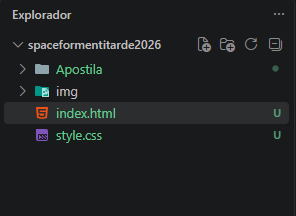 Explorador
spaceformentitarde2026
Apostila
img
index.html U
style.css U